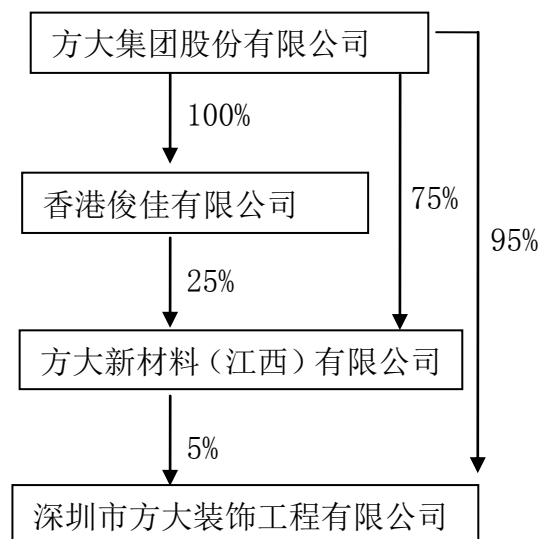 方大集团股份有限公司
100%
香港俊佳有限公司
75%
95%
25%
方大新材料（江西）有限公司
5%
深圳市方大装饰工程有限公司